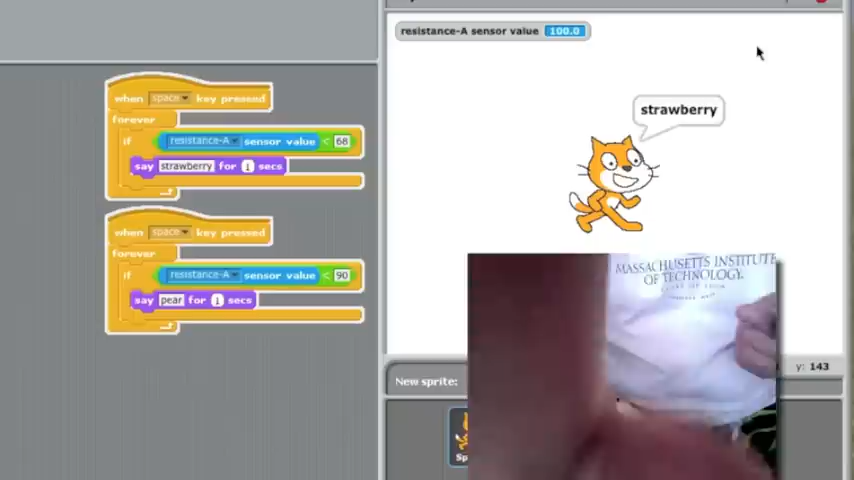 resistance-A sensor value 100.0
when space key pressed
forever
if resistance-A sensor value < 68
say strawberry for 1 secs
when space key pressed
forever
if resistance-A sensor value < 90
say pear for 1 secs
strawberry
MASSACHUSETTS INSTITUTE
OF TECHNOLOGY.
y: 143
New sprite: